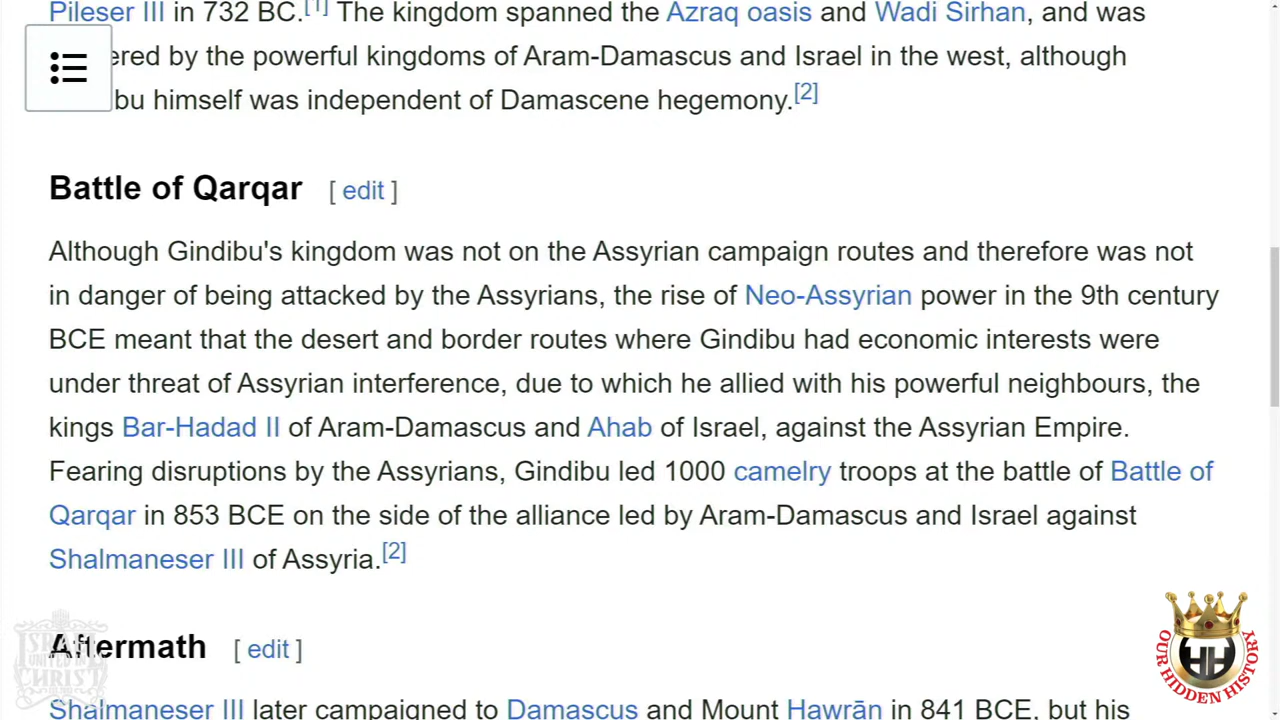 Pileser III in 732 BC.[1] The kingdom spanned the Azraq oasis and Wadi Sirhan, and was
ered by the powerful kingdoms of Aram-Damascus and Israel in the west, although
bu himself was independent of Damascene hegemony.[2]
Battle of Qarqar [ edit ]
Although Gindibu's kingdom was not on the Assyrian campaign routes and therefore was not
in danger of being attacked by the Assyrians, the rise of Neo-Assyrian power in the 9th century
BCE meant that the desert and border routes where Gindibu had economic interests were
under threat of Assyrian interference, due to which he allied with his powerful neighbours, the
kings Bar-Hadad II of Aram-Damascus and Ahab of Israel, against the Assyrian Empire.
Fearing disruptions by the Assyrians, Gindibu led 1000 camelry troops at the battle of Battle of
Qarqar in 853 BCE on the side of the alliance led by Aram-Damascus and Israel against
Shalmaneser III of Assyria.[2]
Aftermath [ edit ]
Shalmaneser III later campaigned to Damascus and Mount Hawrān in 841 BCE, but his
ISRAEL
UNITED IN
CHRIST
HH
OUR HIDDEN HISTORY